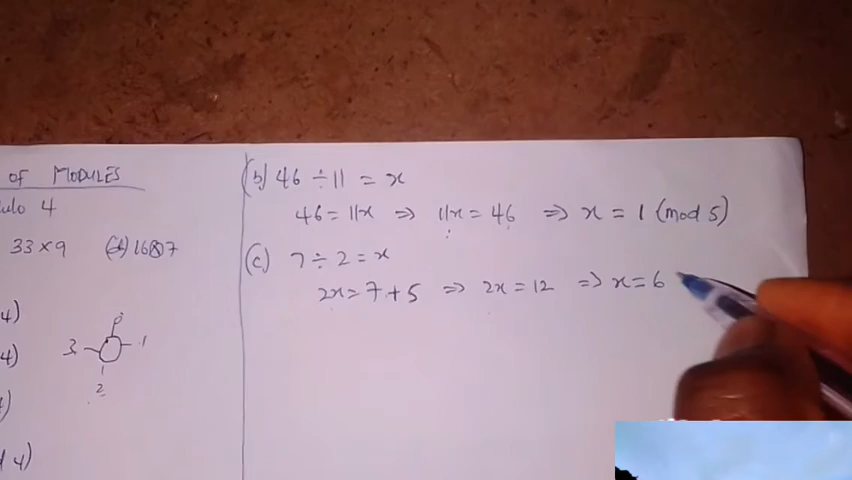 OF MODULES
ulo 4
33 × 9 (d) 16⊗7
4)
3 0 1
4)
2
4)
(b) 46 ÷ 11 = x
46 = 11x ⇒ 11x = 46 ⇒ x = 1 (mod 5)
(c) 7 ÷ 2 = x
2x = 7 + 5 ⇒ 2x = 12 ⇒ x = 6